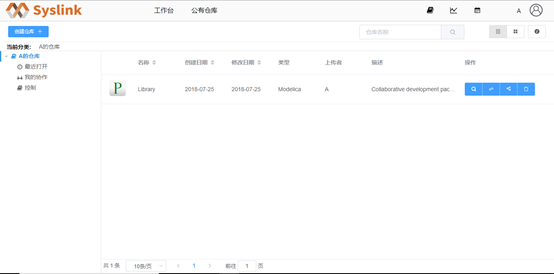 Syslink 工作台 公有仓库 A
创建仓库 + 仓库名称
当前分类: A的仓库
A的仓库
最近打开
我的协作
控制
名称 创建日期 修改日期 类型 上传者 描述 操作
P Library 2018-07-25 2018-07-25 Modelica A Collaborative development pac...
共 1 条 10条/页 1 前往 1 页